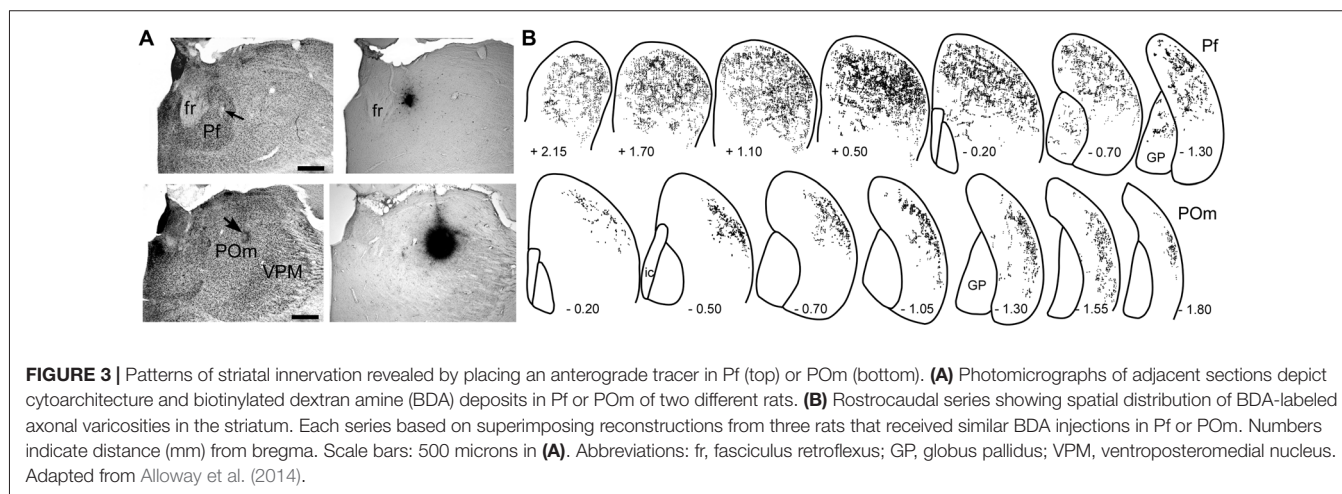 A
B
fr
Pf
fr
Pf
+ 2.15
+ 1.70
+ 1.10
+ 0.50
- 0.20
- 0.70
GP
- 1.30
POm
VPM
POm
- 0.20
ic
- 0.50
- 0.70
- 1.05
GP
- 1.30
- 1.55
- 1.80
FIGURE 3 | Patterns of striatal innervation revealed by placing an anterograde tracer in Pf (top) or POm (bottom). (A) Photomicrographs of adjacent sections depict
cytoarchitecture and biotinylated dextran amine (BDA) deposits in Pf or POm of two different rats. (B) Rostrocaudal series showing spatial distribution of BDA-labeled
axonal varicosities in the striatum. Each series based on superimposing reconstructions from three rats that received similar BDA injections in Pf or POm. Numbers
indicate distance (mm) from bregma. Scale bars: 500 microns in (A). Abbreviations: fr, fasciculus retroflexus; GP, globus pallidus; VPM, ventroposteromedial nucleus.
Adapted from Alloway et al. (2014).